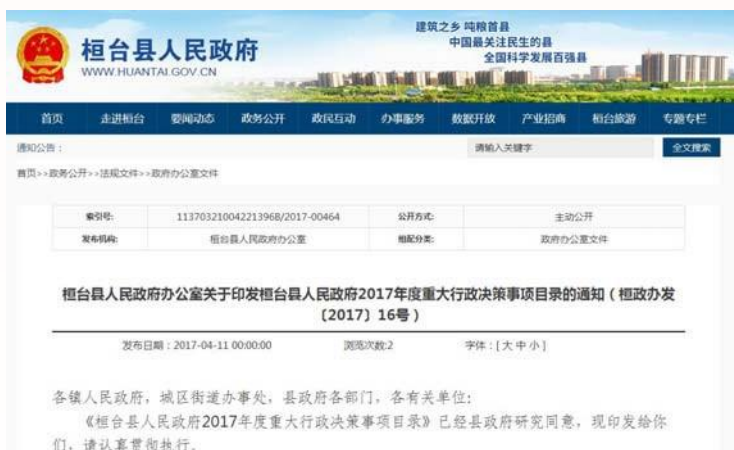 建筑之乡 吨粮首县
中国最关注民生的县
全国科学发展百强县
桓台县人民政府
WWW.HUANTAI.GOV.CN
首页 走进桓台 要闻动态 政务公开 政民互动 办事服务 数据开放 产业招商 桓台旅游 专题专栏
通知公告： 请输入关键字 全文搜索
首页>>政务公开>>法规文件>>政府办公室文件
索引号: 113703210042213968/2017-00464 公开方式: 主动公开
发布机构: 桓台县人民政府办公室 组配分类: 政府办公室文件
桓台县人民政府办公室关于印发桓台县人民政府2017年度重大行政决策事项目录的通知（桓政办发
〔2017〕16号）
发布日期：2017-04-11 00:00:00 浏览次数:2 字体：[ 大 中 小 ]
各镇人民政府，城区街道办事处，县政府各部门，各有关单位：
《桓台县人民政府2017年度重大行政决策事项目录》已经县政府研究同意，现印发给你
们，请认真贯彻执行。